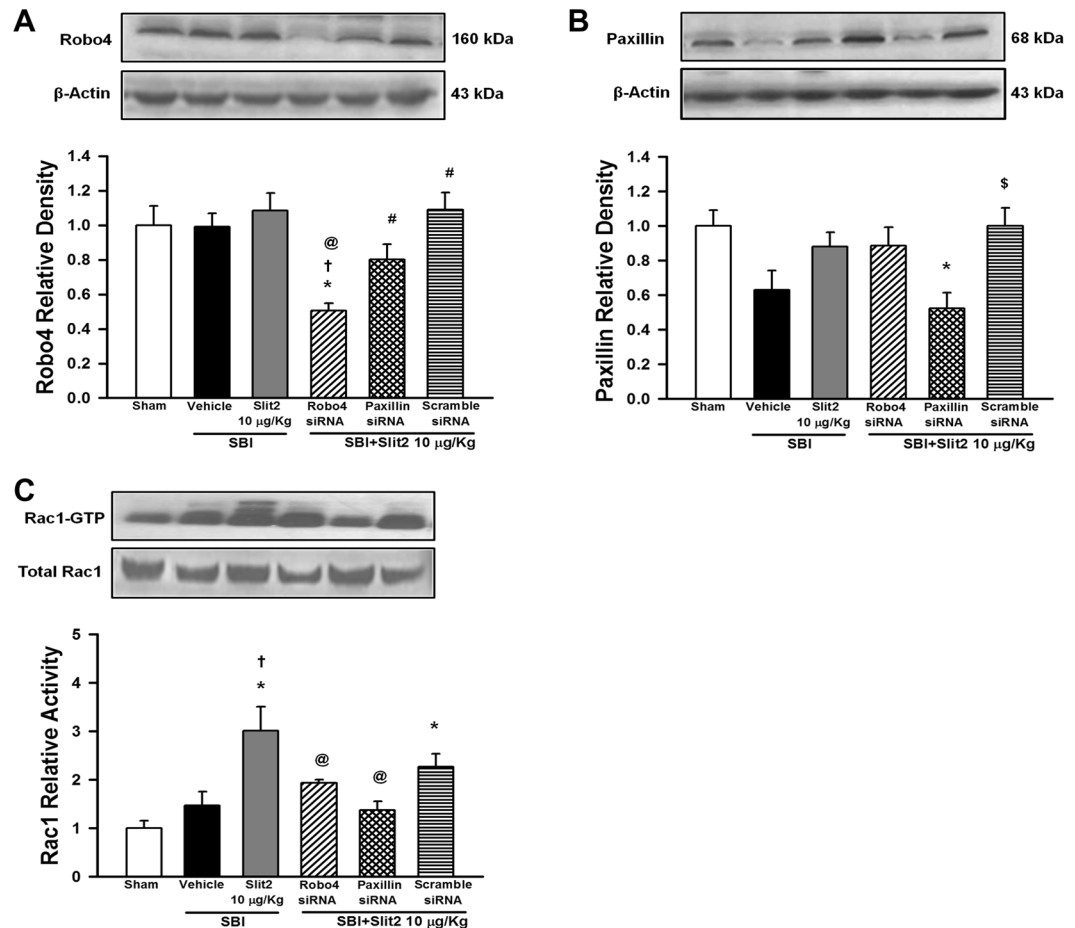 A
Robo4
160 kDa
β-Actin
43 kDa
Robo4 Relative Density
1.4
1.2
1.0
0.8
0.6
0.4
0.2
0.0
@
†
*
#
#
Sham Vehicle Slit2 Robo4 Paxillin Scramble
10 μg/Kg siRNA siRNA siRNA
SBI SBI+Slit2 10 μg/Kg
B
Paxillin
68 kDa
β-Actin
43 kDa
Paxillin Relative Density
1.4
1.2
1.0
0.8
0.6
0.4
0.2
0.0
*
$
Sham Vehicle Slit2 Robo4 Paxillin Scramble
10 μg/Kg siRNA siRNA siRNA
SBI SBI+Slit2 10 μg/Kg
C
Rac1-GTP
Total Rac1
Rac1 Relative Activity
5
4
3
2
1
0
†
*
@
@
*
Sham Vehicle Slit2 Robo4 Paxillin Scramble
10 μg/Kg siRNA siRNA siRNA
SBI SBI+Slit2 10 μg/Kg